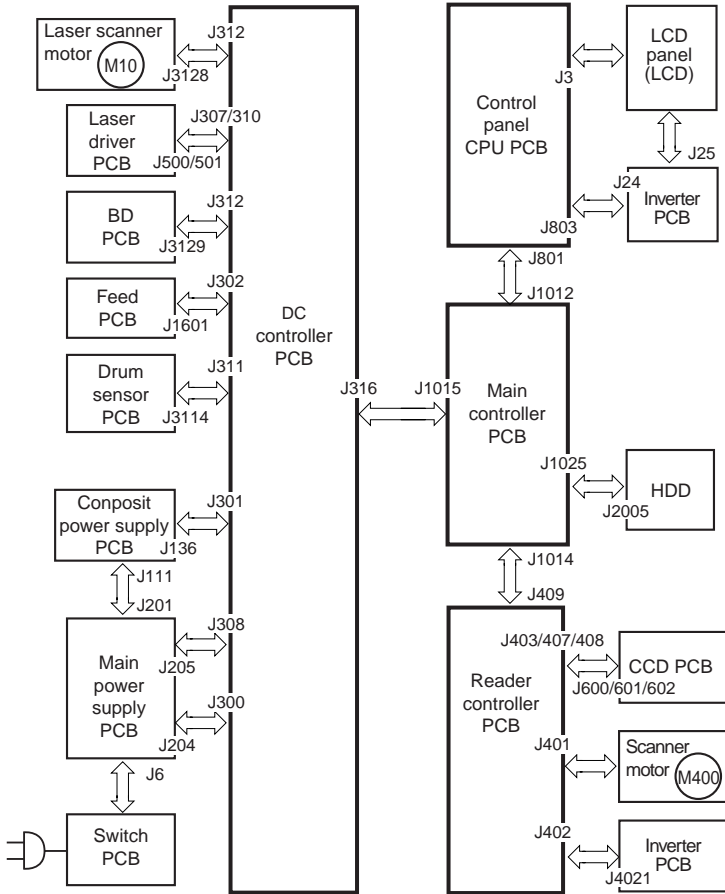 Laser scanner
motor
M10
J312
J3128
Laser
driver
PCB
J307/310
J500/501
BD
PCB
J312
J3129
Feed
PCB
J302
J1601
Drum
sensor
PCB
J311
J3114
DC
controller
PCB
Conposit
power supply
PCB
J301
J136
J111
J201
Main
power
supply
PCB
J308
J205
J300
J204
J6
Switch
PCB
Control
panel
CPU PCB
J3
LCD
panel
(LCD)
J25
J24
Inverter
PCB
J803
J801
J1012
J316
J1015
Main
controller
PCB
J1025
HDD
J2005
J1014
J409
Reader
controller
PCB
J403/407/408
CCD PCB
J600/601/602
J401
Scanner
motor
M400
J402
Inverter
PCB
J4021